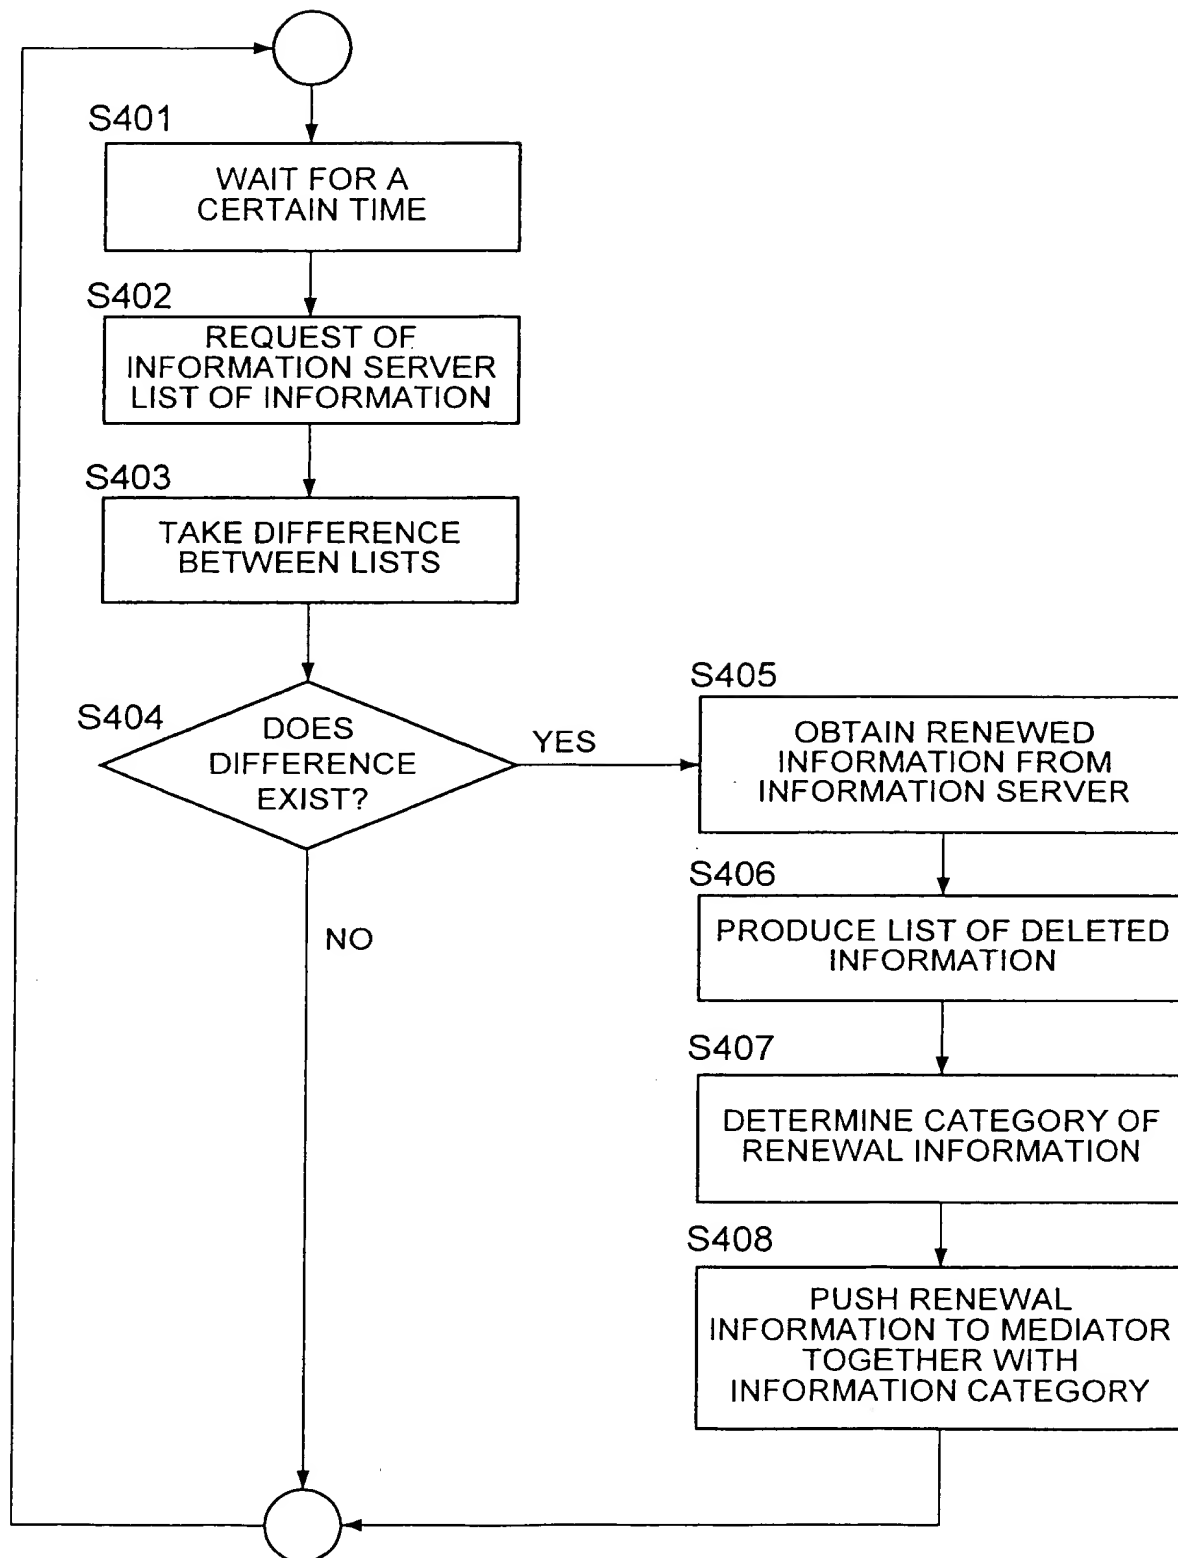 S401
WAIT FOR A
CERTAIN TIME
S402
REQUEST OF
INFORMATION SERVER
LIST OF INFORMATION
S403
TAKE DIFFERENCE
BETWEEN LISTS
S404
DOES
DIFFERENCE
EXIST?
YES
NO
S405
OBTAIN RENEWED
INFORMATION FROM
INFORMATION SERVER
S406
PRODUCE LIST OF DELETED
INFORMATION
S407
DETERMINE CATEGORY OF
RENEWAL INFORMATION
S408
PUSH RENEWAL
INFORMATION TO MEDIATOR
TOGETHER WITH
INFORMATION CATEGORY